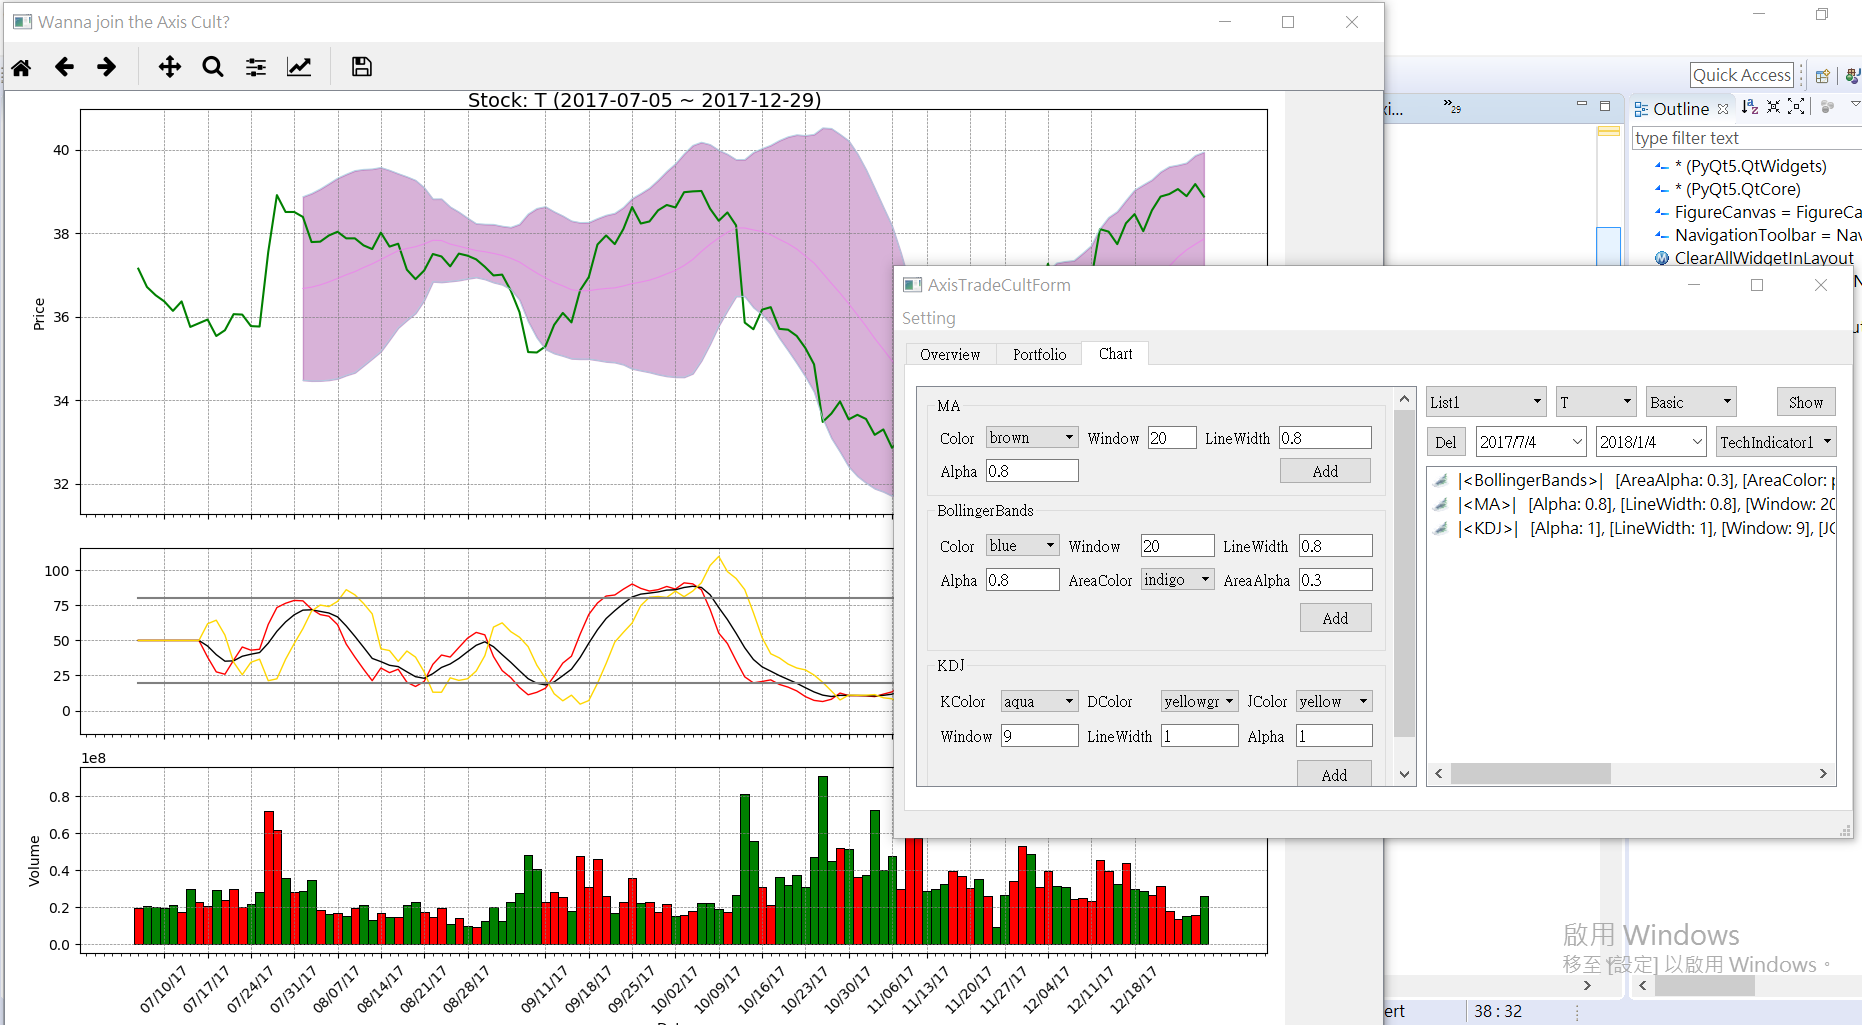 Wanna join the Axis Cult?
Stock: T (2017-07-05 ~ 2017-12-29)
Price
40
38
36
34
32
100
75
50
25
0
1e8
Volume
0.8
0.6
0.4
0.2
0.0
07/10/17
07/17/17
07/24/17
07/31/17
08/07/17
08/14/17
08/21/17
08/28/17
09/11/17
09/18/17
09/25/17
10/02/17
10/09/17
10/16/17
10/23/17
10/30/17
11/06/17
11/13/17
11/20/17
11/27/17
12/04/17
12/11/17
12/18/17
Quick Access
xi...
»29
Outline
type filter text
* (PyQt5.QtWidgets)
* (PyQt5.QtCore)
FigureCanvas = FigureCa
NavigationToolbar = Nav
ClearAllWidgetInLayout
AxisTradeCultForm
Setting
Overview Portfolio Chart
MA
Color brown Window 20 LineWidth 0.8
Alpha 0.8 Add
BollingerBands
Color blue Window 20 LineWidth 0.8
Alpha 0.8 AreaColor indigo AreaAlpha 0.3
Add
KDJ
KColor aqua DColor yellowgr JColor yellow
Window 9 LineWidth 1 Alpha 1
Add
List1 T Basic Show
Del 2017/7/4 2018/1/4 TechIndicator1
|<BollingerBands>| [AreaAlpha: 0.3], [AreaColor: p
|<MA>| [Alpha: 0.8], [LineWidth: 0.8], [Window: 20
|<KDJ>| [Alpha: 1], [LineWidth: 1], [Window: 9], [JC
啟用 Windows
移至 [設定] 以啟用 Windows。
ert
38 : 32